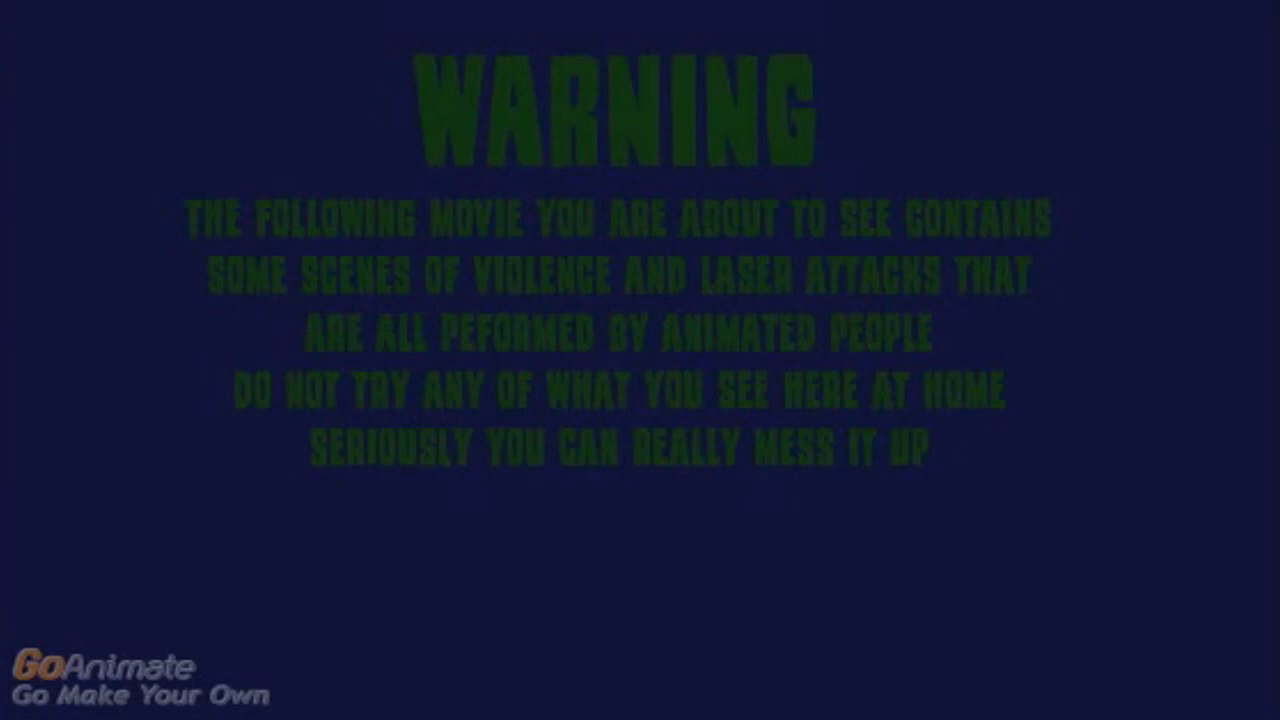 WARNING
THE FOLLOWING MOVIE YOU ARE ABOUT TO SEE CONTAINS
SOME SCENES OF VIOLENCE AND LASER ATTACKS THAT
ARE ALL PEFORMED BY ANIMATED PEOPLE
DO NOT TRY ANY OF WHAT YOU SEE HERE AT HOME
SERIOUSLY YOU CAN REALLY MESS IT UP
GoAnimate
Go Make Your Own